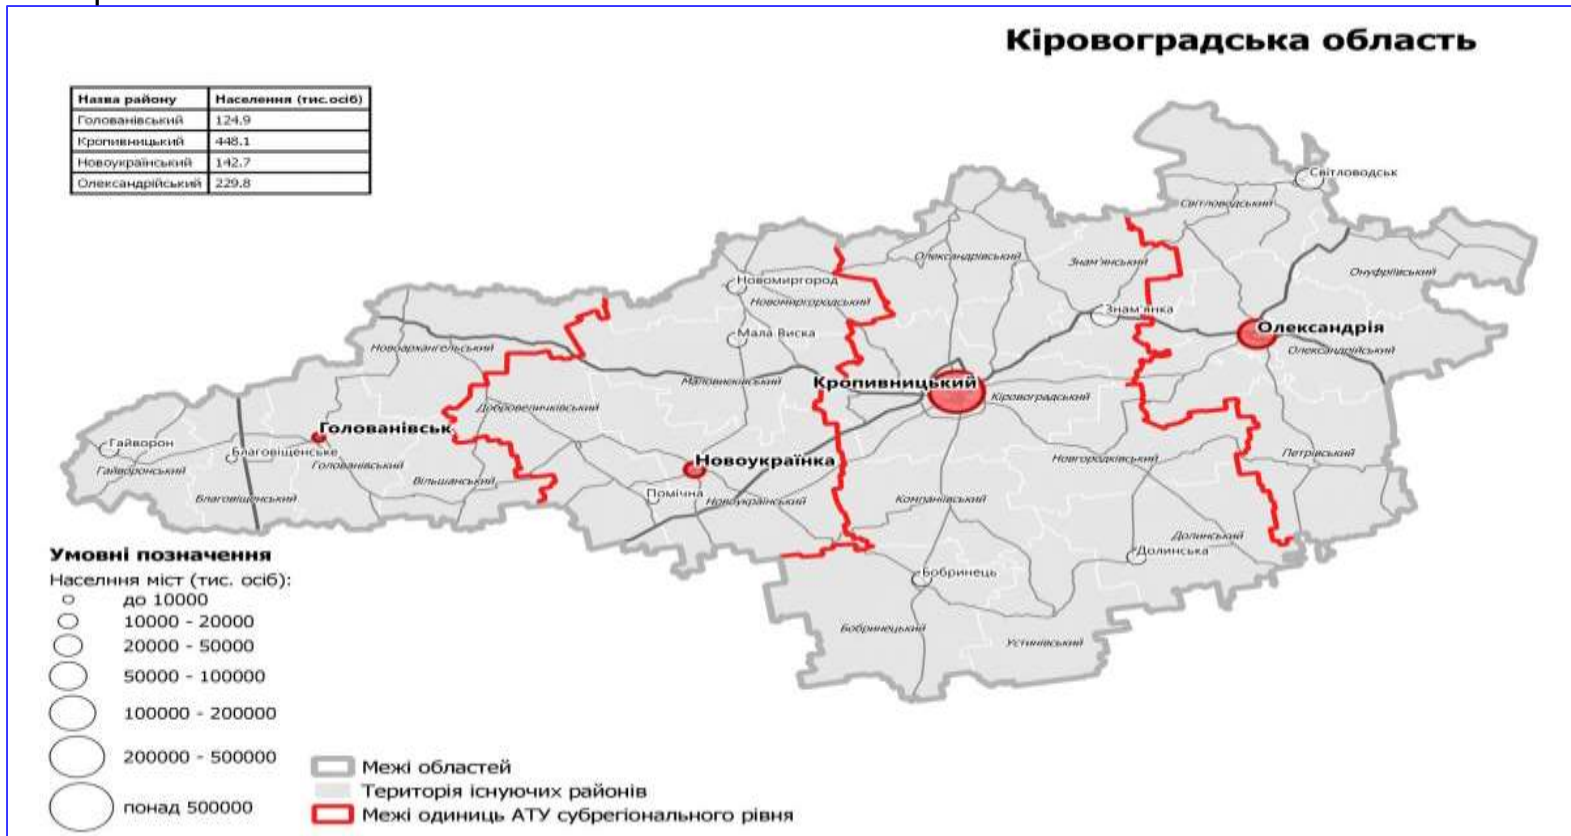 Кіровоградська область
Назва району Населення (тис.осіб)
Голованівський 124.9
Кропивницький 448.1
Новоукраїнський 142.7
Олександрійський 229.8
Світловодськ
Світловодський
Олександрівський
Знам'янський
Онуфріївський
Новомиргород
Новомиргородський
Знам'янка
Олександрія
Мала Виска
Новоархангельський
Олександрійський
Маловисківський
Кропивницький
Кіровоградський
Добровеличківський
Голованівськ
Гайворон
Благовіщенське
Голованівський
Гайворонський
Новоукраїнка
Новгородківський
Петрівський
Вільшанський
Благовіщенський
Помічна
Новоукраїнський
Компаніївський
Долинський
Долинська
Бобринець
Бобринецький
Устинівський
Умовні позначення
Населння міст (тис. осіб):
до 10000
10000 - 20000
20000 - 50000
50000 - 100000
100000 - 200000
200000 - 500000
понад 500000
Межі областей
Територія існуючих районів
Межі одиниць АТУ субрегіонального рівня